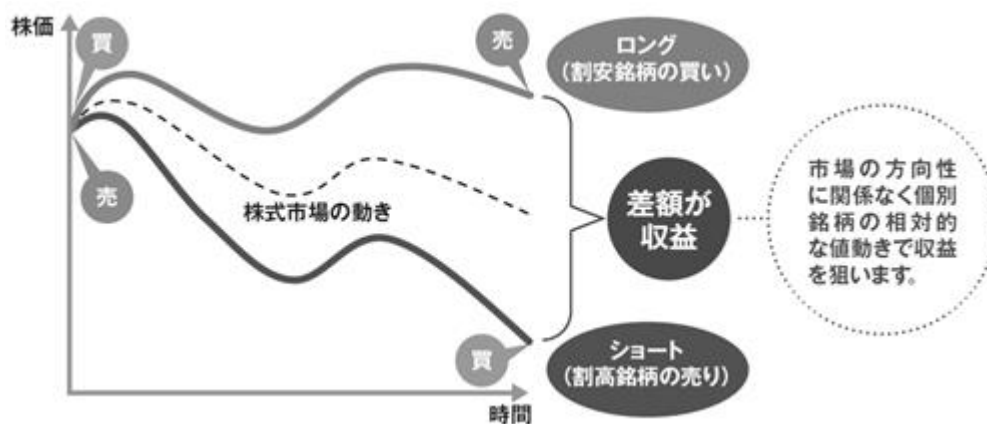 株価
買
売
売
買
株式市場の動き
時間
ロング
(割安銘柄の買い)
差額が
収益
ショート
(割高銘柄の売り)
市場の方向性
に関係なく個別
銘柄の相対的
な値動きで収益
を狙います。